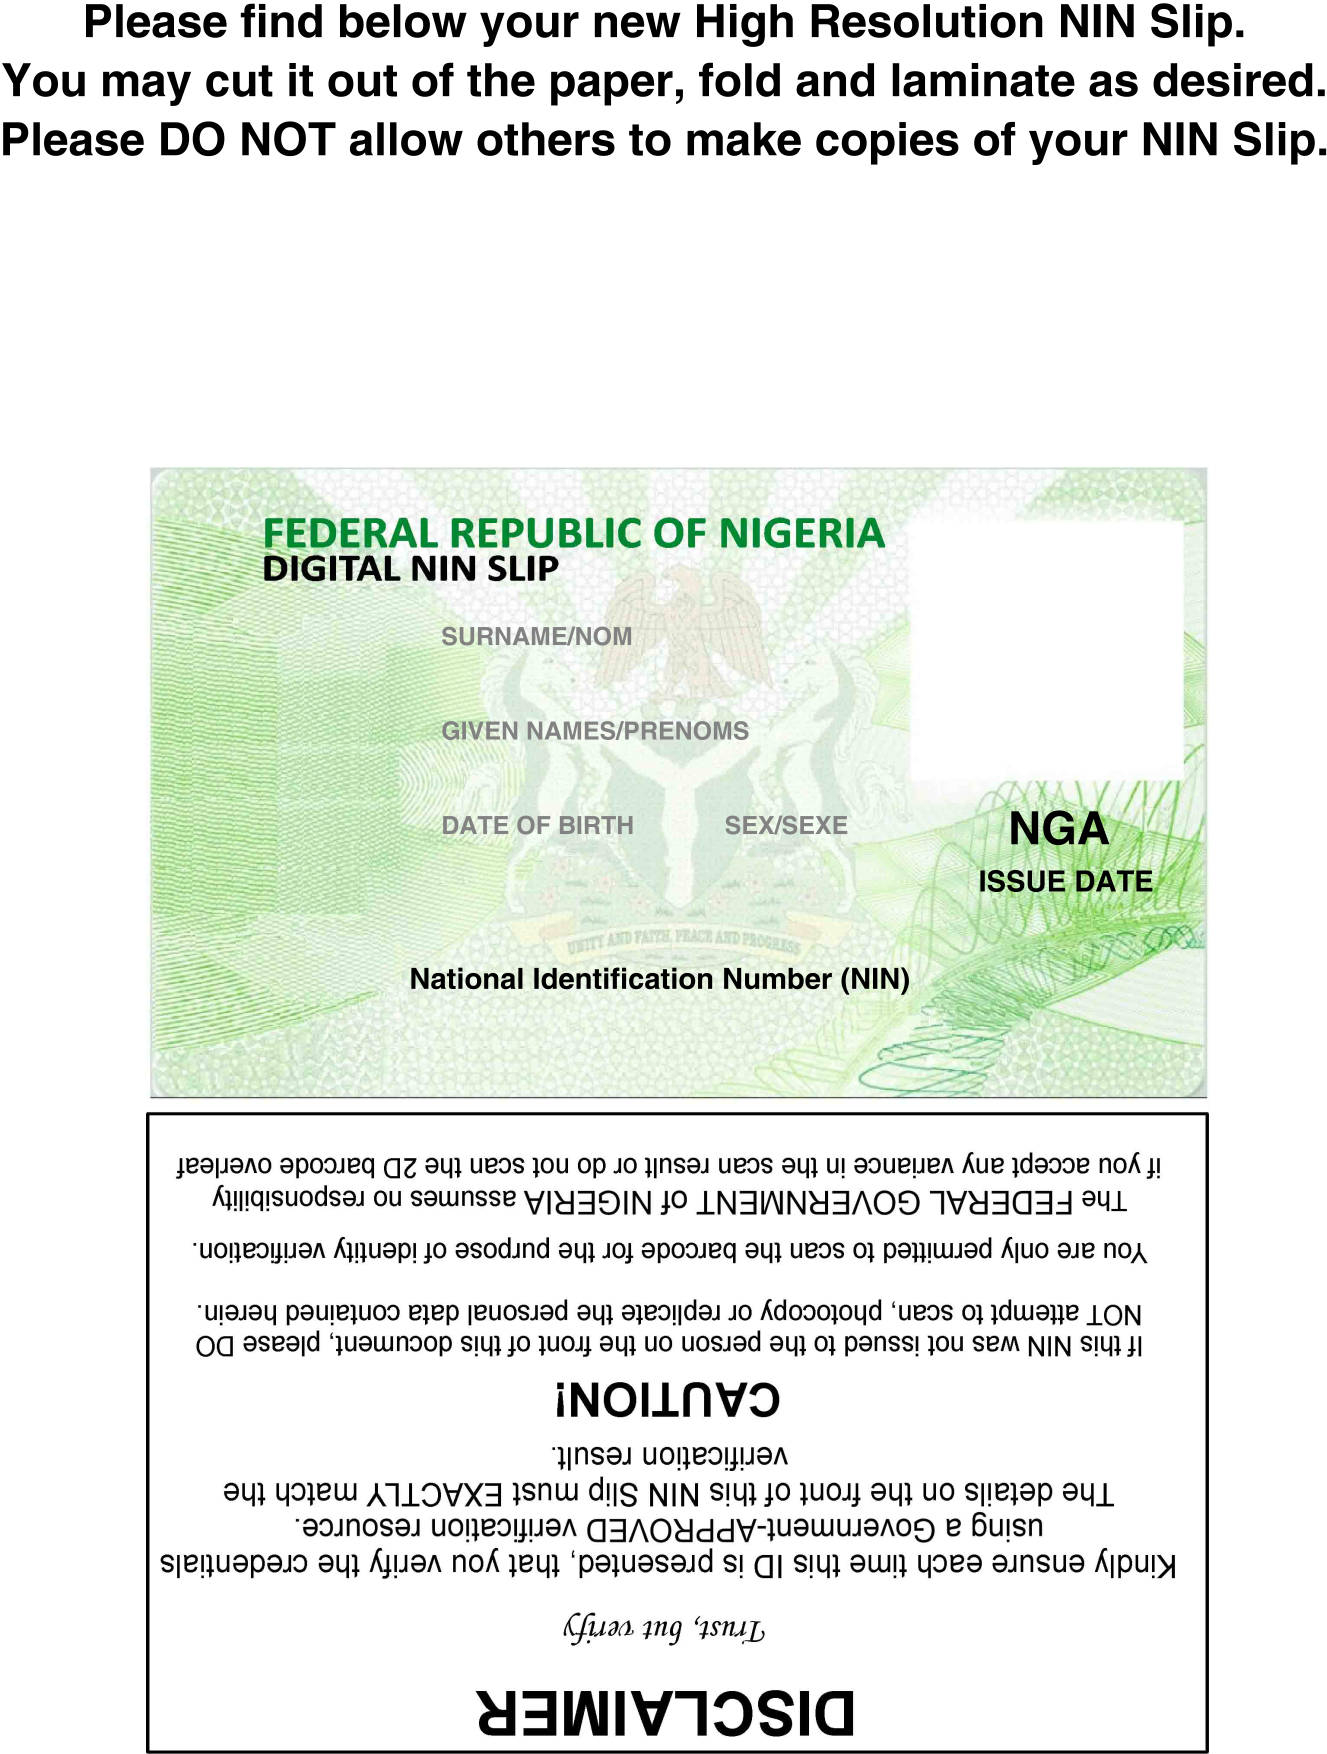 Please find below your new High Resolution NIN Slip.
You may cut it out of the paper, fold and laminate as desired.
Please DO NOT allow others to make copies of your NIN Slip.
FEDERAL REPUBLIC OF NIGERIA
DIGITAL NIN SLIP
SURNAME/NOM
GIVEN NAMES/PRENOMS
DATE OF BIRTH SEX/SEXE
NGA
ISSUE DATE
UNITY AND FAITH, PEACE AND PROGRESS
National Identification Number (NIN)
DISCLAIMER
Trust, but verify
Kindly ensure each time this ID is presented, that you verify the credentials
using a Government-APPROVED verification resource.
The details on the front of this NIN Slip must EXACTLY match the
verification result.
CAUTION!
If this NIN was not issued to the person on the front of this document, please DO
NOT attempt to scan, photocopy or replicate the personal data contained herein.
You are only permitted to scan the barcode for the purpose of identity verification.
The FEDERAL GOVERNMENT of NIGERIA assumes no responsibility
if you accept any variance in the scan result or do not scan the 2D barcode overleaf